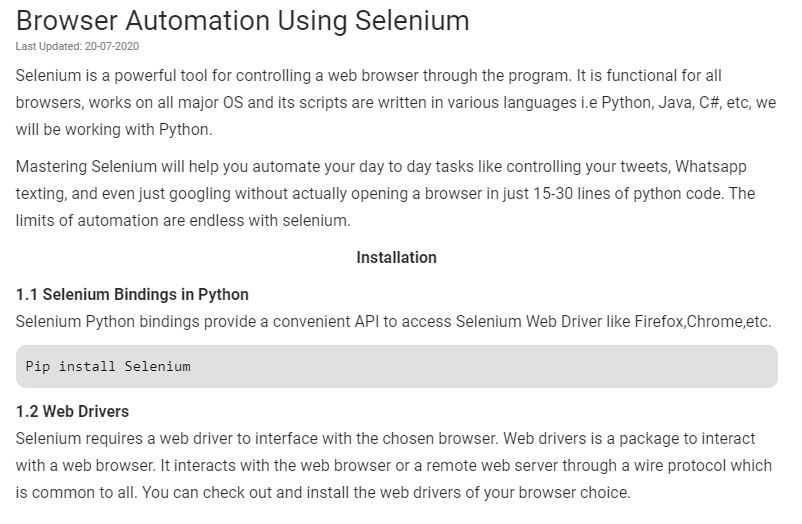 Browser Automation Using Selenium
Last Updated: 20-07-2020
Selenium is a powerful tool for controlling a web browser through the program. It is functional for all
browsers, works on all major OS and its scripts are written in various languages i.e Python, Java, C#, etc, we
will be working with Python.
Mastering Selenium will help you automate your day to day tasks like controlling your tweets, Whatsapp
texting, and even just googling without actually opening a browser in just 15-30 lines of python code. The
limits of automation are endless with selenium.
Installation
1.1 Selenium Bindings in Python
Selenium Python bindings provide a convenient API to access Selenium Web Driver like Firefox,Chrome,etc.
Pip install Selenium
1.2 Web Drivers
Selenium requires a web driver to interface with the chosen browser. Web drivers is a package to interact
with a web browser. It interacts with the web browser or a remote web server through a wire protocol which
is common to all. You can check out and install the web drivers of your browser choice.